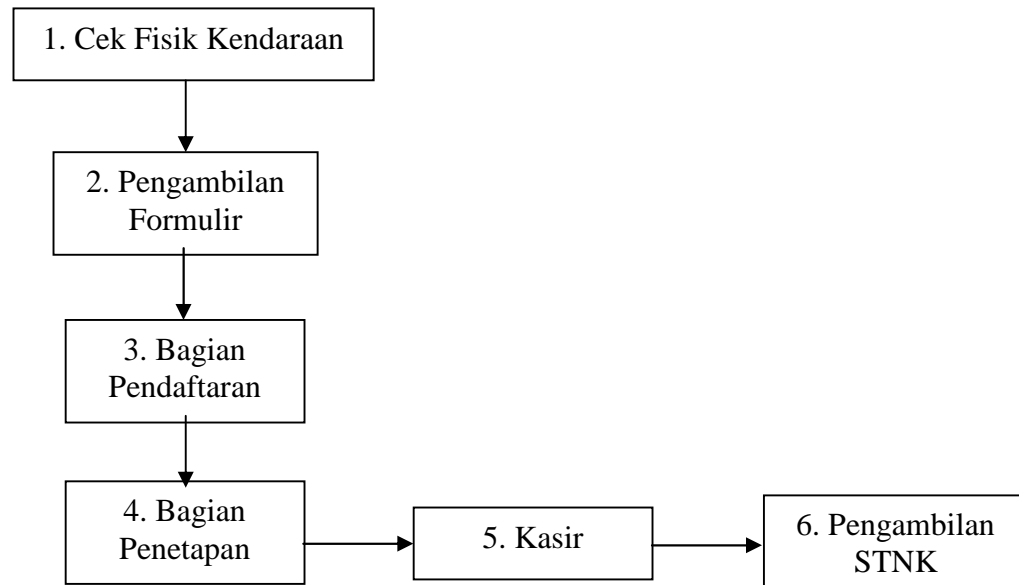 1. Cek Fisik Kendaraan
2. Pengambilan
Formulir
3. Bagian
Pendaftaran
4. Bagian
Penetapan
5. Kasir
6. Pengambilan
STNK